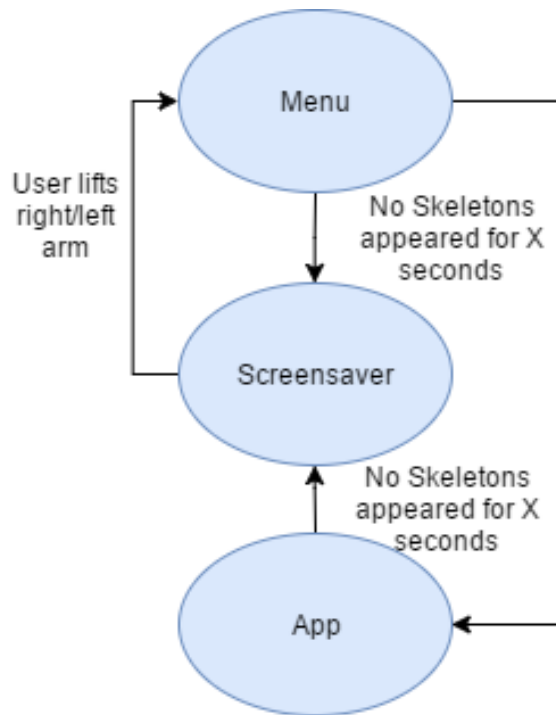 Menu
User lifts
right/left
arm
No Skeletons
appeared for X
seconds
Screensaver
No Skeletons
appeared for X
seconds
App